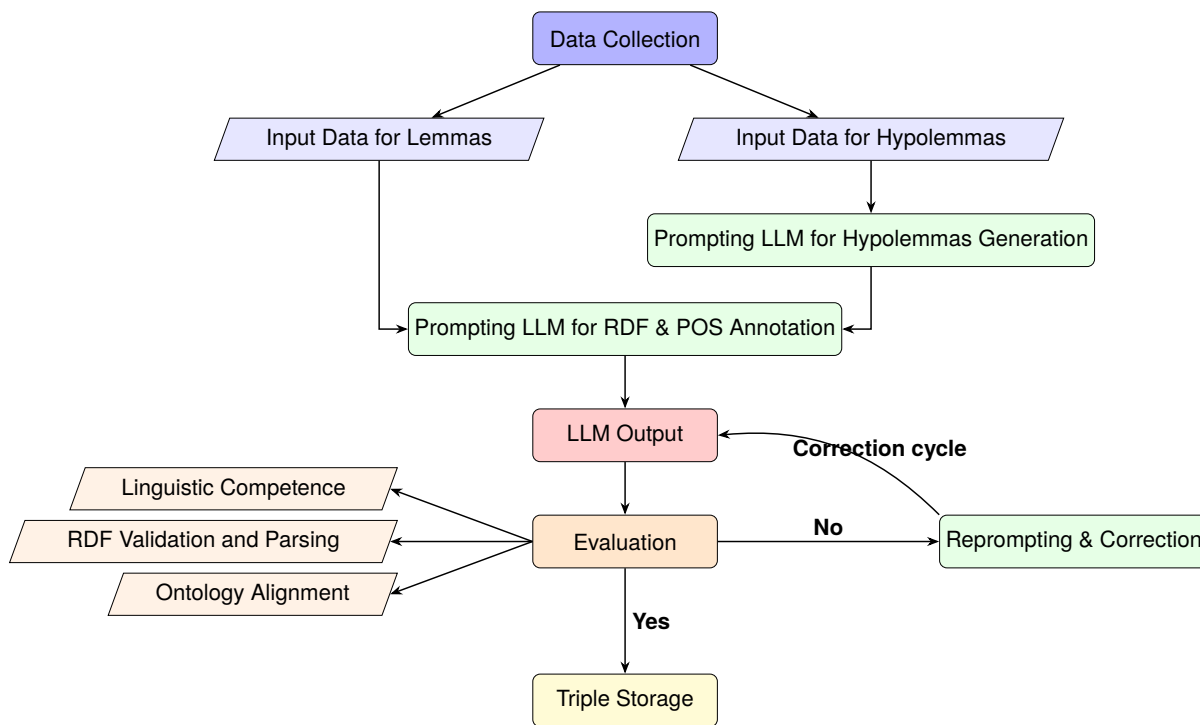 Data Collection
Input Data for Lemmas
Input Data for Hypolemmas
Prompting LLM for Hypolemmas Generation
Prompting LLM for RDF & POS Annotation
LLM Output
Correction cycle
Linguistic Competence
RDF Validation and Parsing
Ontology Alignment
Evaluation
No
Reprompting & Correction
Yes
Triple Storage